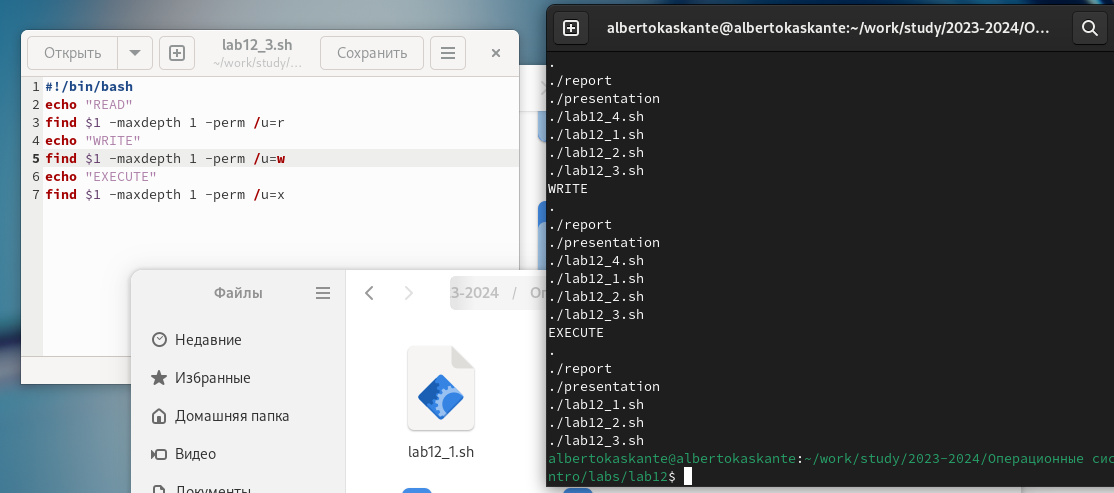 Открыть
lab12_3.sh
~/work/study/…
Сохранить
1 #!/bin/bash
2 echo "READ"
3 find $1 -maxdepth 1 -perm /u=r
4 echo "WRITE"
5 find $1 -maxdepth 1 -perm /u=w
6 echo "EXECUTE"
7 find $1 -maxdepth 1 -perm /u=x
Файлы
3-2024 /
Недавние
Избранные
Домашняя папка
Видео
Документы
lab12_1.sh
albertokaskante@albertokaskante:~/work/study/2023-2024/О…
.
./report
./presentation
./lab12_4.sh
./lab12_1.sh
./lab12_2.sh
./lab12_3.sh
WRITE
.
./report
./presentation
./lab12_4.sh
./lab12_1.sh
./lab12_2.sh
./lab12_3.sh
EXECUTE
.
./report
./presentation
./lab12_1.sh
./lab12_2.sh
./lab12_3.sh
albertokaskante@albertokaskante:~/work/study/2023-2024/Операционные сис
ntro/labs/lab12$